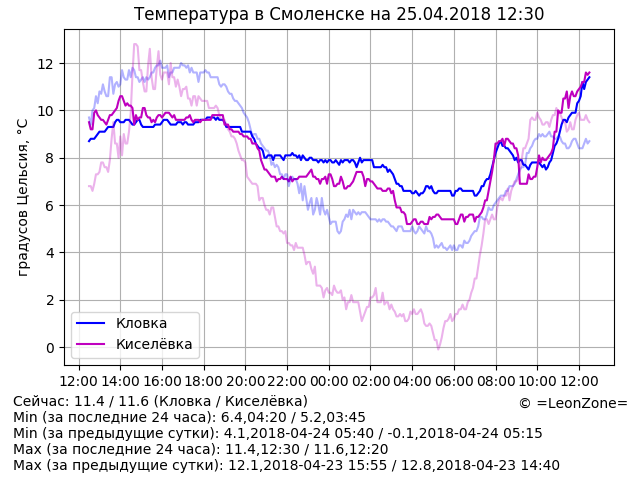 Температура в Смоленске на 25.04.2018 12:30
градусов Цельсия, °C
12
10
8
6
4
2
0
Кловка
Киселёвка
12:00 14:00 16:00 18:00 20:00 22:00 00:00 02:00 04:00 06:00 08:00 10:00 12:00
Сейчас: 11.4 / 11.6 (Кловка / Киселёвка)
© =LeonZone=
Min (за последние 24 часа): 6.4,04:20 / 5.2,03:45
Min (за предыдущие сутки): 4.1,2018-04-24 05:40 / -0.1,2018-04-24 05:15
Max (за последние 24 часа): 11.4,12:30 / 11.6,12:20
Max (за предыдущие сутки): 12.1,2018-04-23 15:55 / 12.8,2018-04-23 14:40